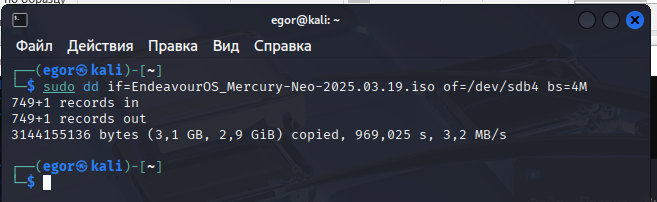 по образцу
egor@kali: ~
Файл Действия Правка Вид Справка
┌──(egor㉿kali)-[~]
└─$ sudo dd if=EndeavourOS_Mercury-Neo-2025.03.19.iso of=/dev/sdb4 bs=4M
749+1 records in
749+1 records out
3144155136 bytes (3,1 GB, 2,9 GiB) copied, 969,025 s, 3,2 MB/s
┌──(egor㉿kali)-[~]
└─$